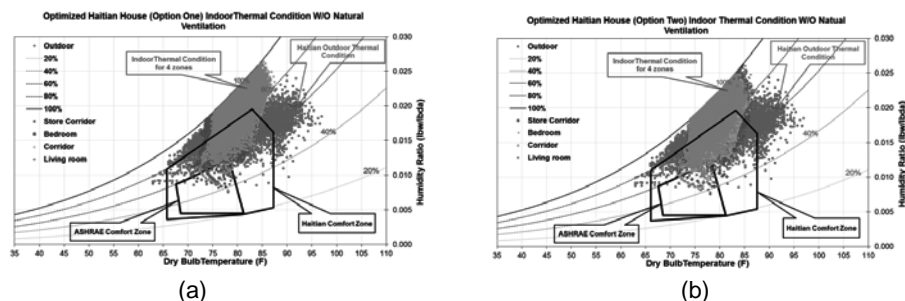 Optimized Haitian House (Option One) IndoorThermal Condition W/O Natural
Ventilation
Outdoor
20%
40%
60%
80%
100%
Store Corridor
Bedroom
Corridor
Living room
IndoorThermal Condition
for 4 zones
Haitian Outdoor Thermal
Condition
100%
40%
20%
ASHRAE Comfort Zone
Haitian Comfort Zone
0.030
0.025
0.020
0.015
0.010
0.005
0.000
Humidity Ratio (lbw/lbda)
35 40 45 50 55 60 65 70 75 80 85 90 95 100 105 110
Dry BulbTemperature (F)
(a)
Optimized Haitian House (Option Two) Indoor Thermal Condition W/O Natual
Ventilation
Outdoor
20%
40%
60%
80%
100%
Store Corridor
Bedroom
Corridor
Living room
IndoorThermal Condition
for 4 zones
Haitian Outdoor Thermal
Condition
100%
40%
20%
ASHRAE Comfort Zone
Haitian Comfort Zone
0.030
0.025
0.020
0.015
0.010
0.005
0.000
Humidity Ratio (lbw/lbda)
35 40 45 50 55 60 65 70 75 80 85 90 95 100 105 110
Dry BulbTemperature (F)
(b)